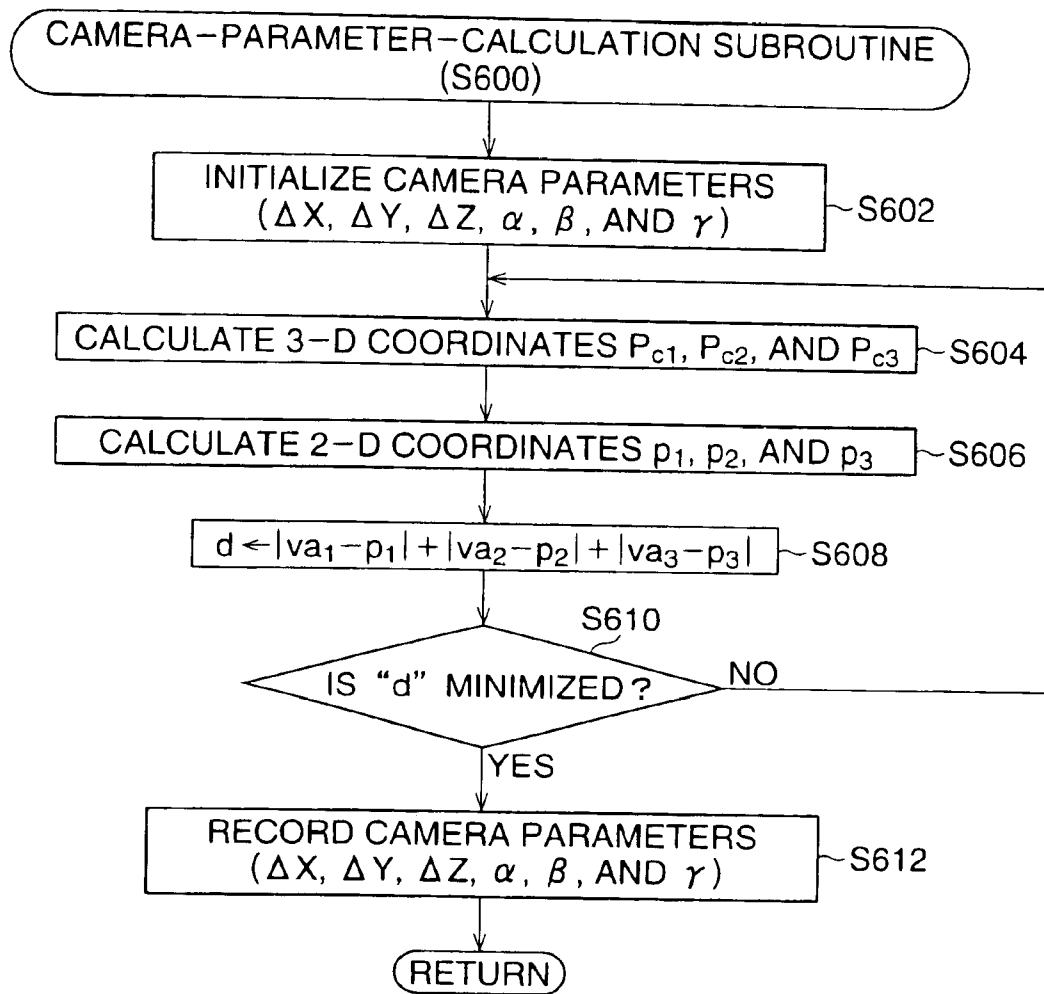 CAMERA-PARAMETER-CALCULATION SUBROUTINE
(S600)
INITIALIZE CAMERA PARAMETERS
(ΔX, ΔY, ΔZ, α, β, AND γ)
S602
CALCULATE 3-D COORDINATES Pc1, Pc2, AND Pc3
S604
CALCULATE 2-D COORDINATES p1, p2, AND p3
S606
d ← |va1-p1| + |va2-p2| + |va3-p3|
S608
S610
IS “d” MINIMIZED?
NO
YES
RECORD CAMERA PARAMETERS
(ΔX, ΔY, ΔZ, α, β, AND γ)
S612
RETURN